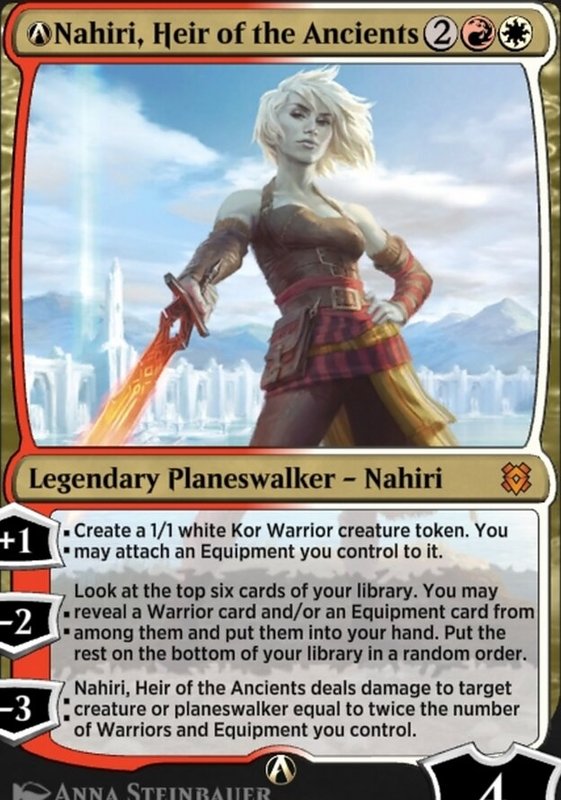 Nahiri, Heir of the Ancients 2
Legendary Planeswalker – Nahiri
+1: Create a 1/1 white Kor Warrior creature token. You
may attach an Equipment you control to it.
−2: Look at the top six cards of your library. You may
reveal a Warrior card and/or an Equipment card from
among them and put them into your hand. Put the
rest on the bottom of your library in a random order.
−3: Nahiri, Heir of the Ancients deals damage to target
creature or planeswalker equal to twice the number
of Warriors and Equipment you control.
4
ANNA STEINBAUER